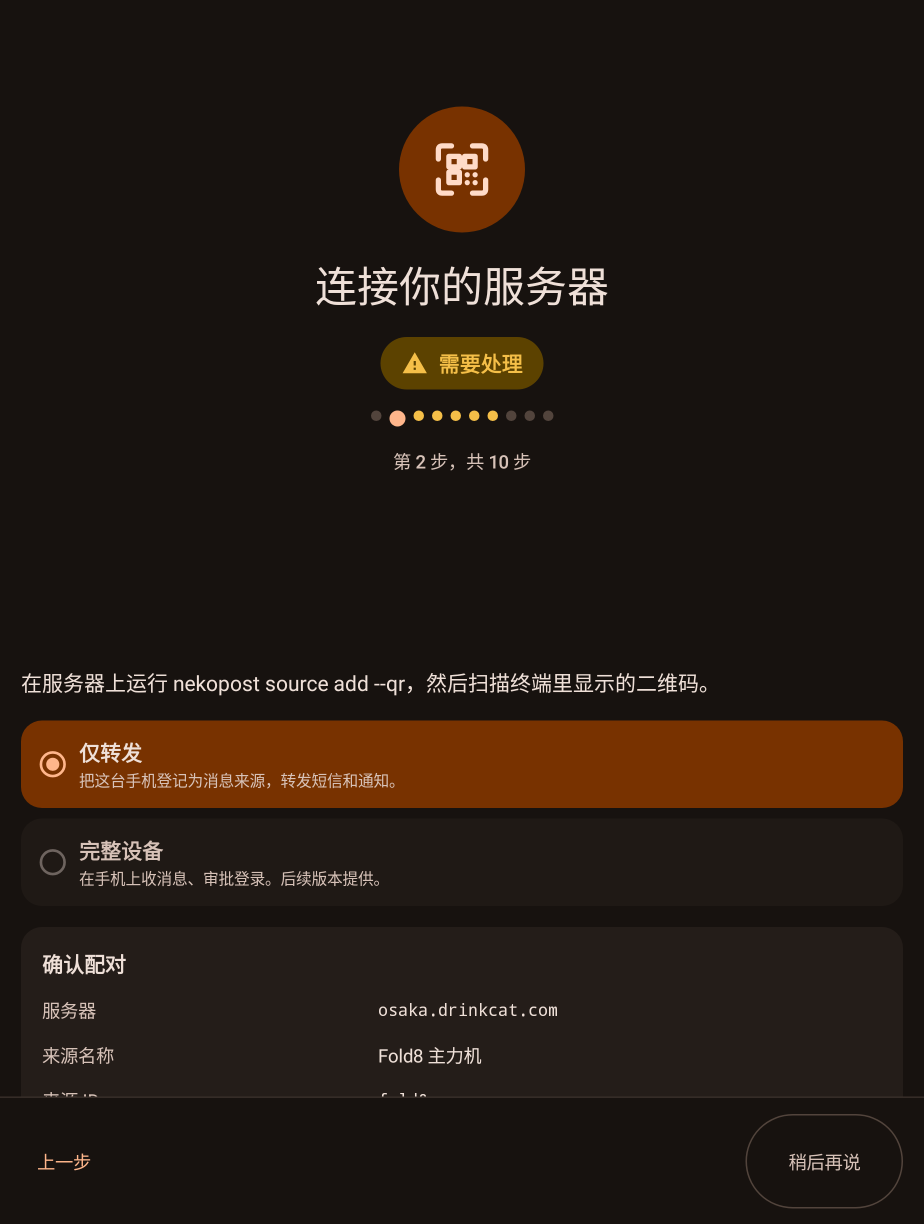 连接你的服务器
需要处理
第 2 步，共 10 步
在服务器上运行 nekopost source add --qr，然后扫描终端里显示的二维码。
仅转发
把这台手机登记为消息来源，转发短信和通知。
完整设备
在手机上收消息、审批登录。后续版本提供。
确认配对
服务器 osaka.drinkcat.com
来源名称 Fold8 主力机
上一步 稍后再说